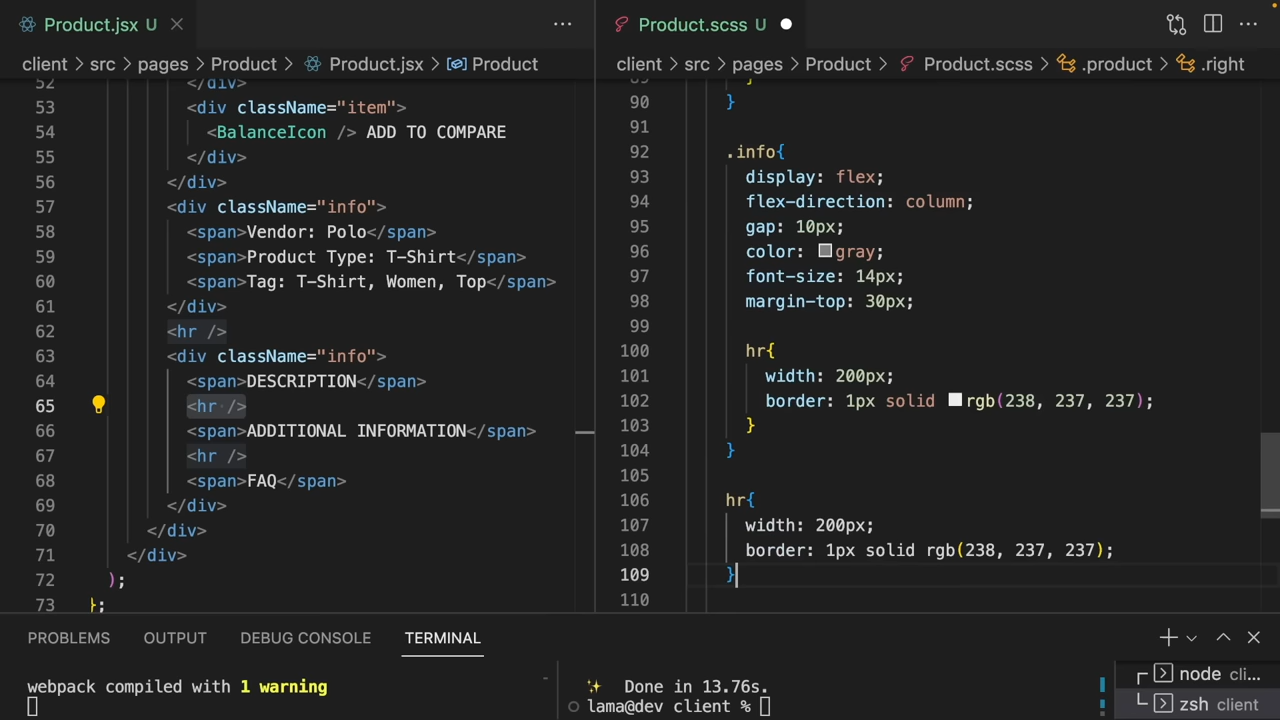 Product.jsx U
client > src > pages > Product > Product.jsx > Product
52 </div>
53 <div className="item">
54 <BalanceIcon /> ADD TO COMPARE
55 </div>
56 </div>
57 <div className="info">
58 <span>Vendor: Polo</span>
59 <span>Product Type: T-Shirt</span>
60 <span>Tag: T-Shirt, Women, Top</span>
61 </div>
62 <hr />
63 <div className="info">
64 <span>DESCRIPTION</span>
65 <hr />
66 <span>ADDITIONAL INFORMATION</span>
67 <hr />
68 <span>FAQ</span>
69 </div>
70 </div>
71 </div>
72 );
73 };
Product.scss U
client > src > pages > Product > Product.scss > .product > .right
89 }
90 }
91
92 .info{
93 display: flex;
94 flex-direction: column;
95 gap: 10px;
96 color: gray;
97 font-size: 14px;
98 margin-top: 30px;
99
100 hr{
101 width: 200px;
102 border: 1px solid rgb(238, 237, 237);
103 }
104 }
105
106 hr{
107 width: 200px;
108 border: 1px solid rgb(238, 237, 237);
109 }
110
PROBLEMS OUTPUT DEBUG CONSOLE TERMINAL
webpack compiled with 1 warning
✨ Done in 13.76s.
lama@dev client %
node cli...
zsh client